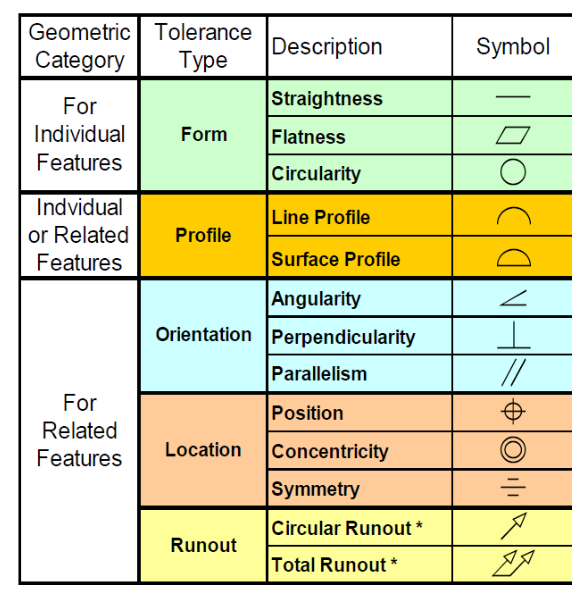 Geometric Category
Tolerance Type
Description
Symbol
For Individual Features
Form
Straightness
Flatness
Circularity
Indvidual or Related Features
Profile
Line Profile
Surface Profile
For Related Features
Orientation
Angularity
Perpendicularity
Parallelism
Location
Position
Concentricity
Symmetry
Runout
Circular Runout *
Total Runout *